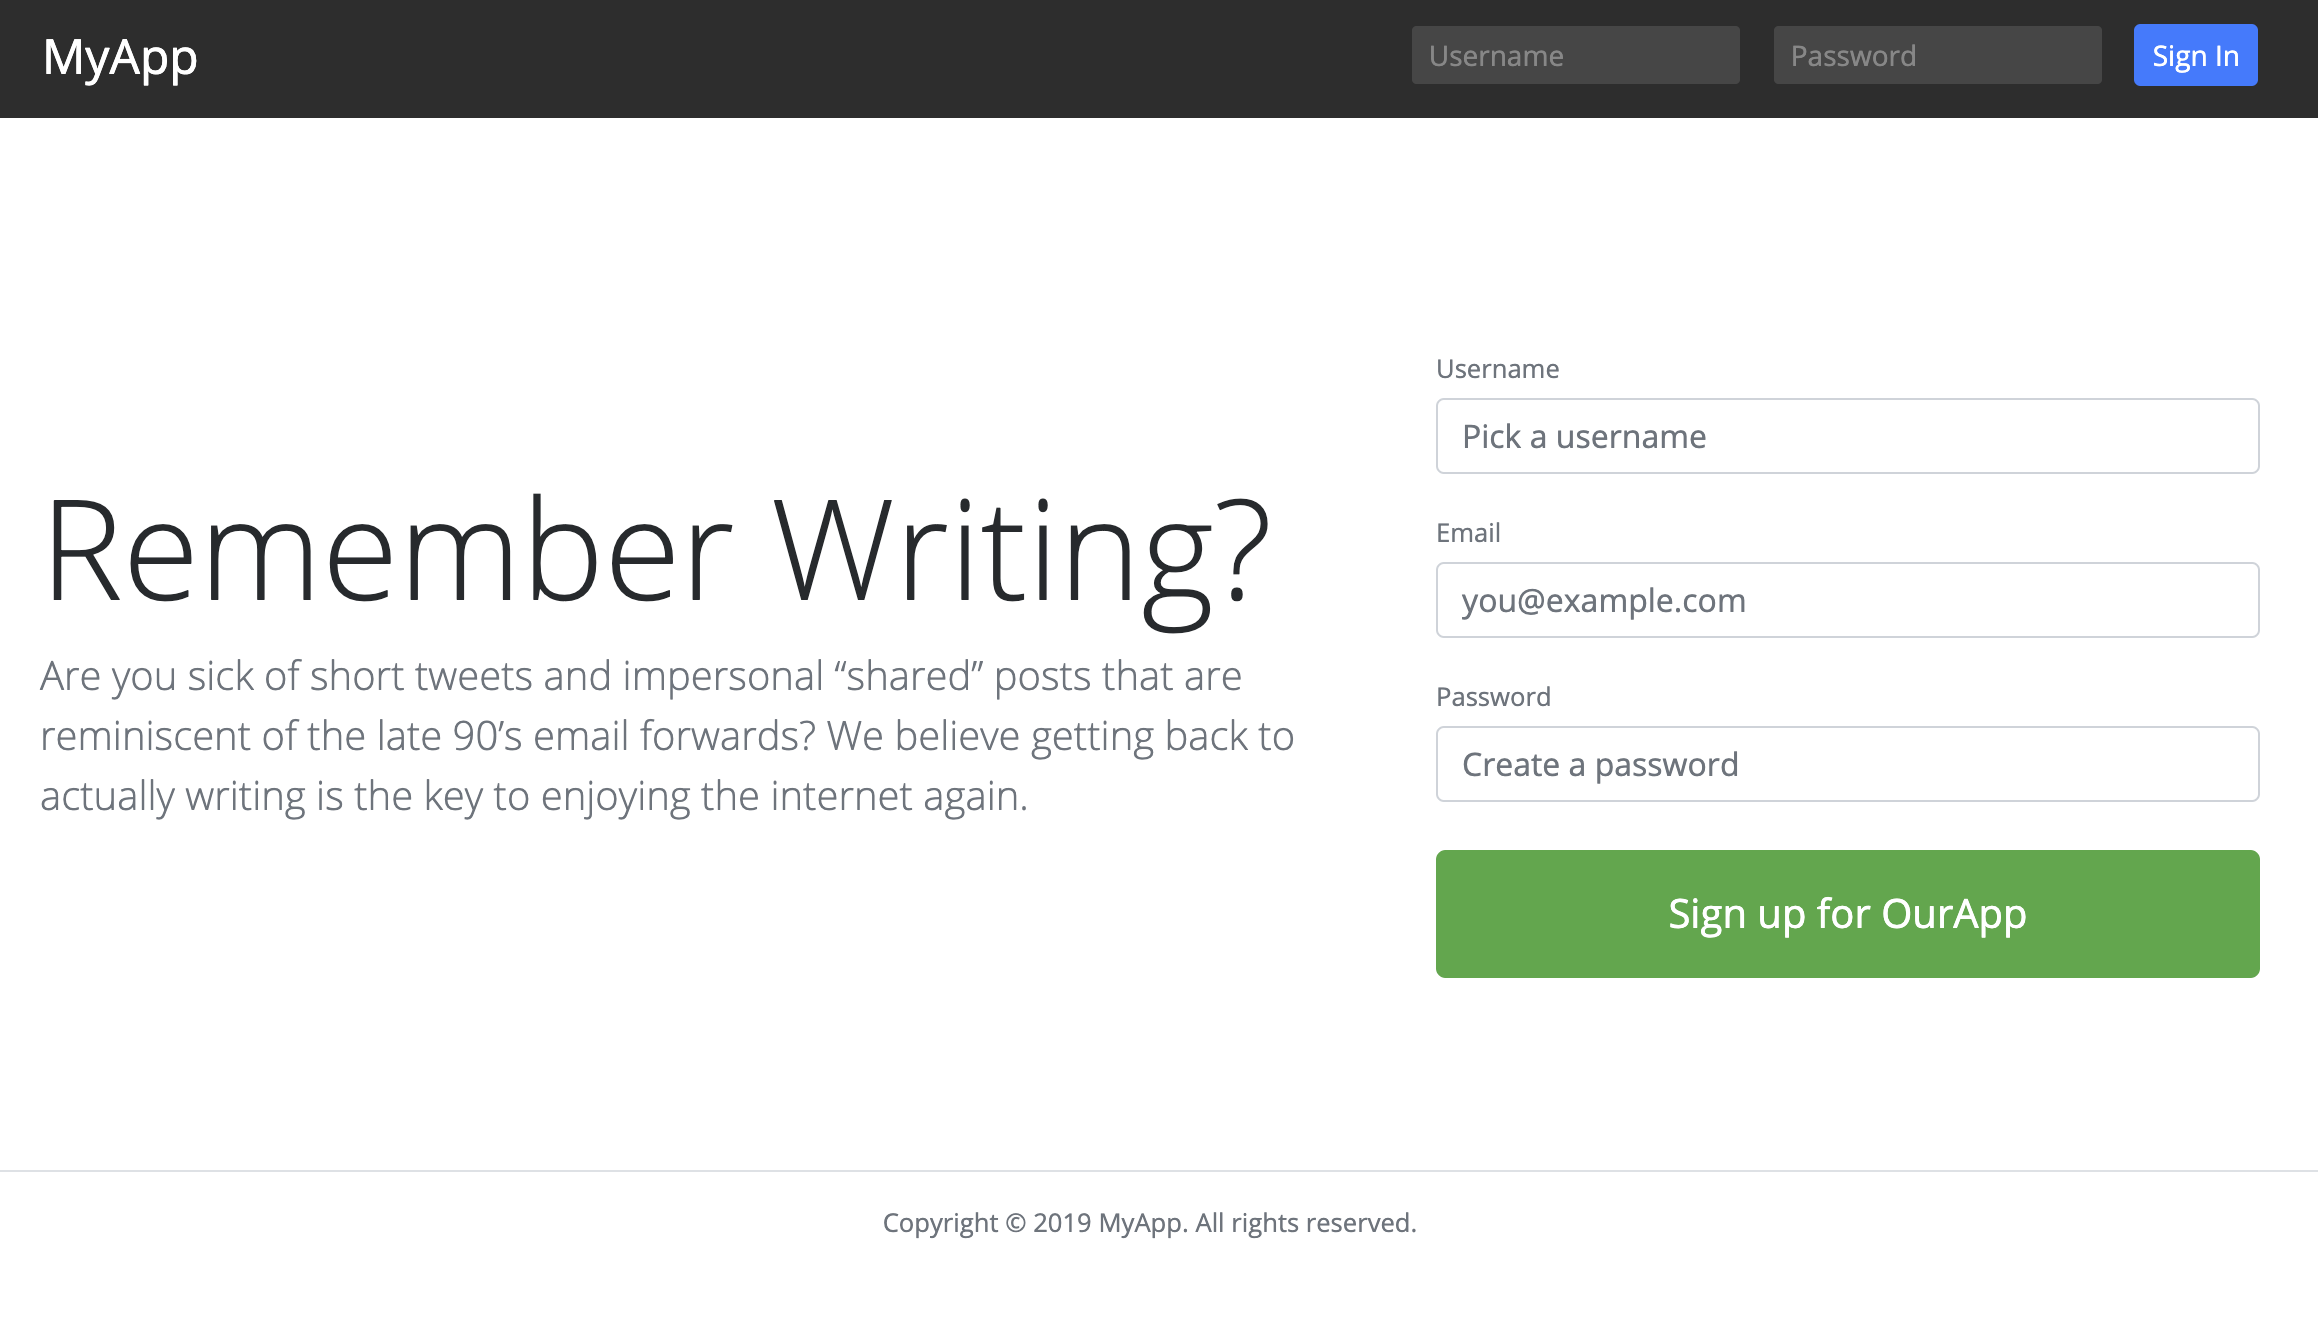 MyApp
Username
Password
Sign In
Remember Writing?
Are you sick of short tweets and impersonal “shared” posts that are
reminiscent of the late 90’s email forwards? We believe getting back to
actually writing is the key to enjoying the internet again.
Username
Pick a username
Email
you@example.com
Password
Create a password
Sign up for OurApp
Copyright © 2019 MyApp. All rights reserved.